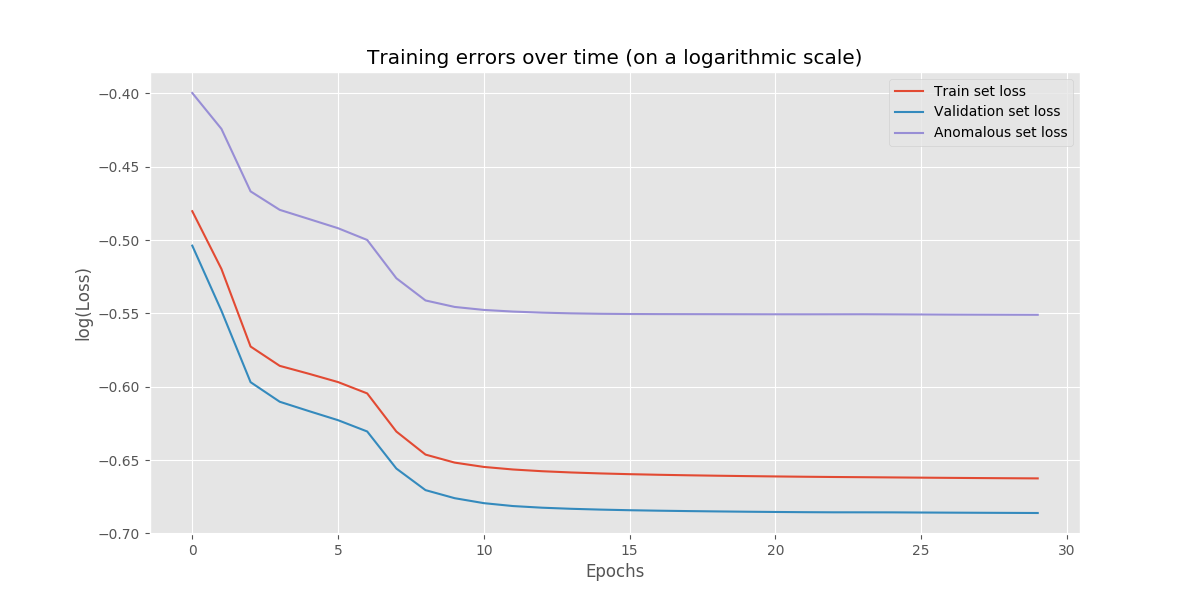 Training errors over time (on a logarithmic scale)
Train set loss
Validation set loss
Anomalous set loss
log(Loss)
−0.40
−0.45
−0.50
−0.55
−0.60
−0.65
−0.70
0 5 10 15 20 25 30
Epochs